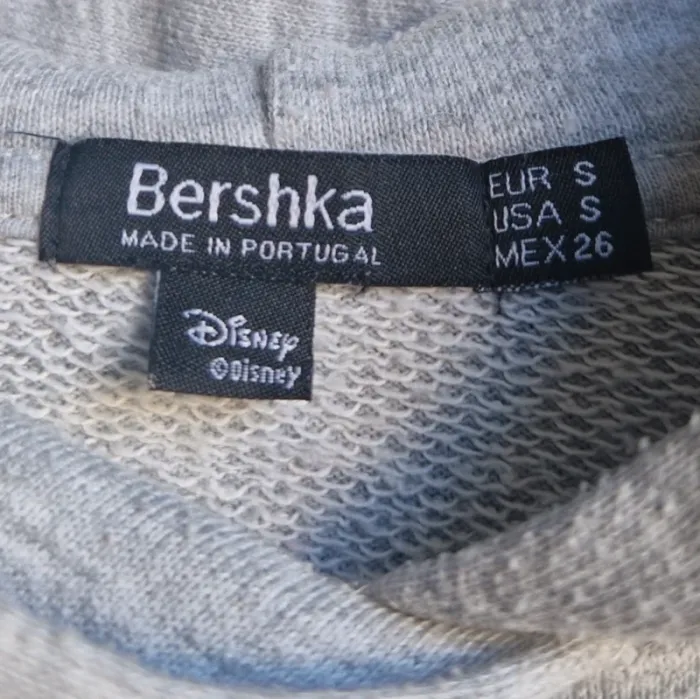 Bershka
MADE IN PORTUGAL
EUR S
USA S
MEX 26
Disney
©Disney